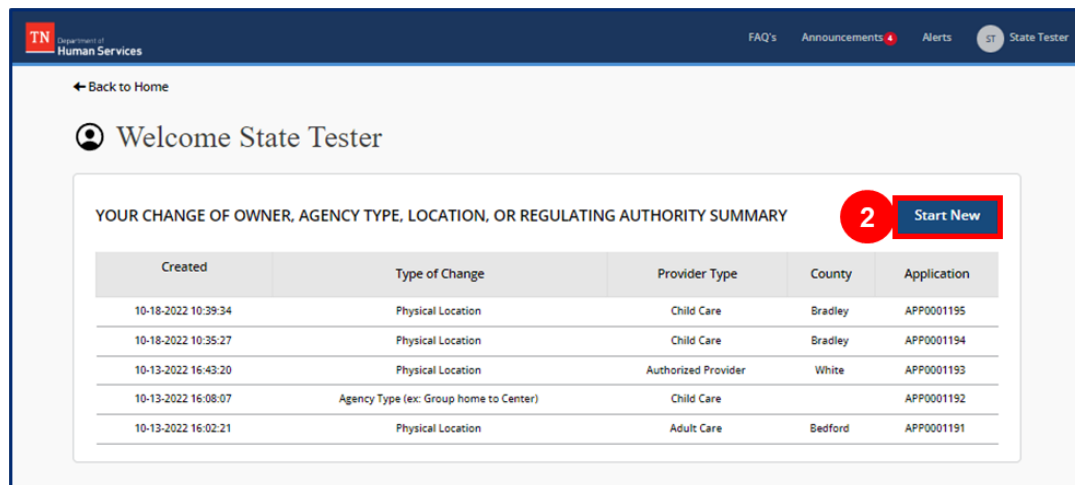 TN Department of
Human Services
FAQ's Announcements 4 Alerts ST State Tester
Back to Home
Welcome State Tester
YOUR CHANGE OF OWNER, AGENCY TYPE, LOCATION, OR REGULATING AUTHORITY SUMMARY 2 Start New
Created Type of Change Provider Type County Application
10-18-2022 10:39:34 Physical Location Child Care Bradley APP0001195
10-18-2022 10:35:27 Physical Location Child Care Bradley APP0001194
10-13-2022 16:43:20 Physical Location Authorized Provider White APP0001193
10-13-2022 16:08:07 Agency Type (ex: Group home to Center) Child Care APP0001192
10-13-2022 16:02:21 Physical Location Adult Care Bedford APP0001191